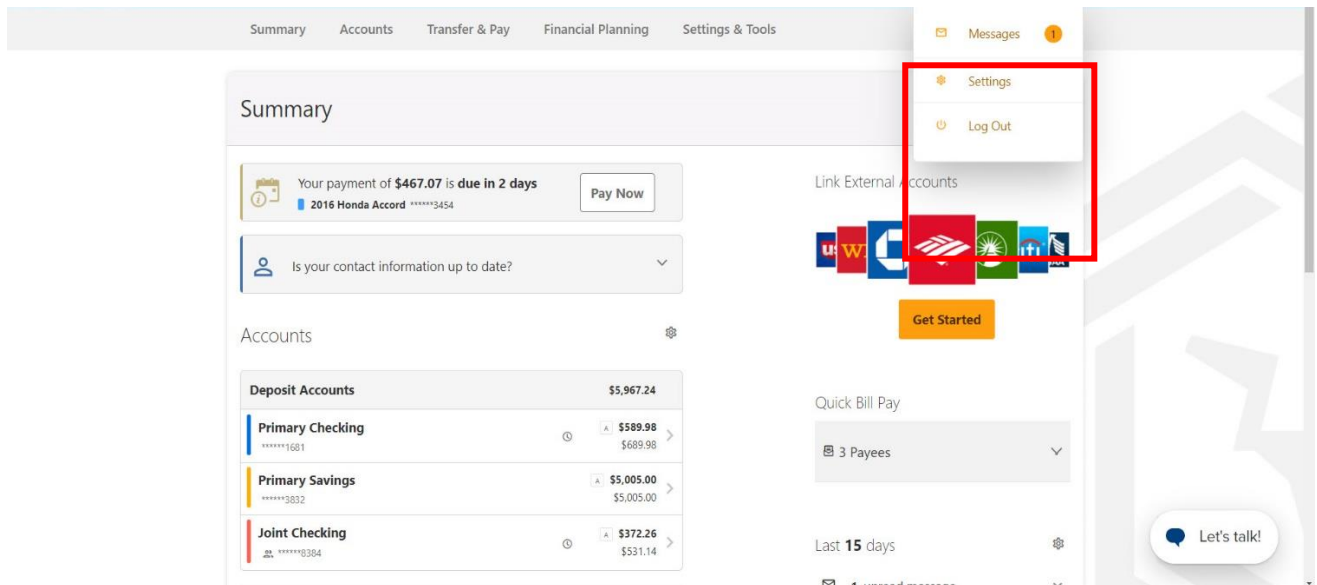 Summary Accounts Transfer & Pay Financial Planning Settings & Tools
Messages 1
Settings
Log Out
Summary
Your payment of $467.07 is due in 2 days
2016 Honda Accord ******3454
Pay Now
Is your contact information up to date?
Accounts
Deposit Accounts $5,967.24
Primary Checking A $589.98
******1681 $689.98
Primary Savings A $5,005.00
******3832 $5,005.00
Joint Checking A $372.26
******8384 $531.14
Link External Accounts
Get Started
Quick Bill Pay
3 Payees
Last 15 days
1 unread message
Let's talk!